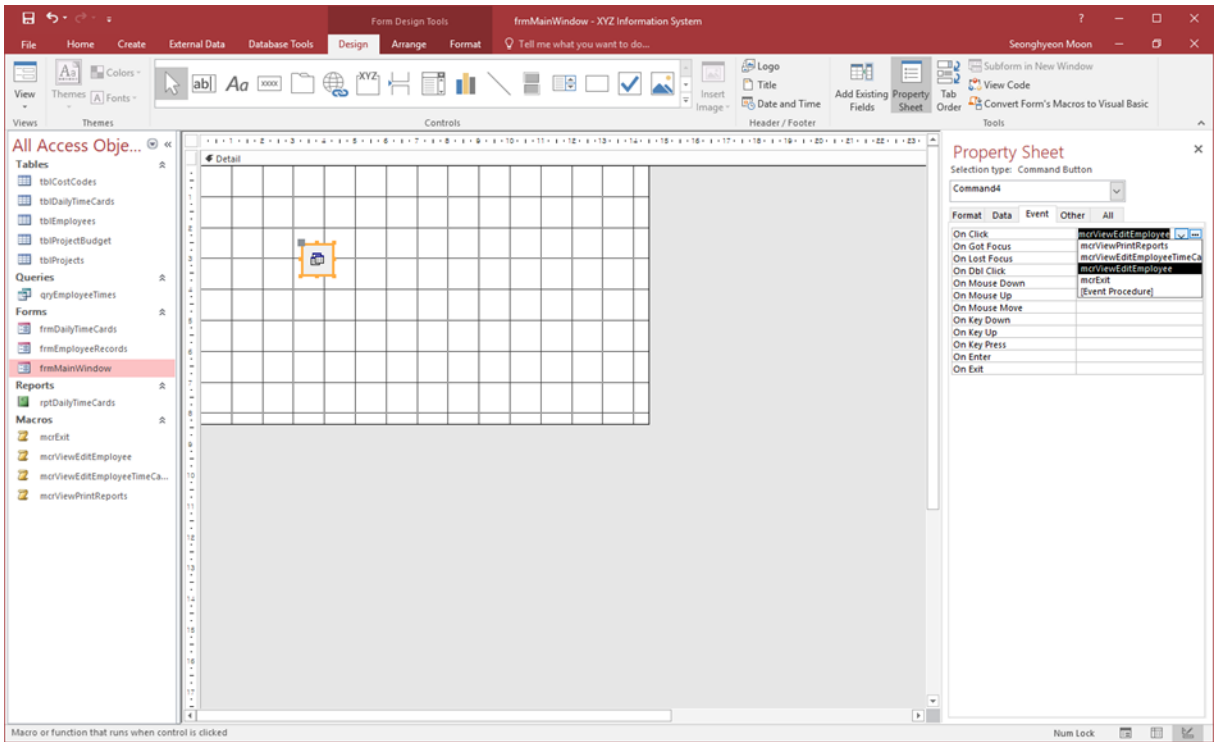 Form Design Tools
frmMainWindow - XYZ Information System
?
File Home Create External Data Database Tools Design Arrange Format Tell me what you want to do... Seonghyeon Moon
View
Themes
Aa
Colors
A Fonts
ab| Aa xxxx XYZ
Insert Image
Logo
Title
Date and Time
Add Existing Fields
Property Sheet
Tab Order
Subform in New Window
View Code
Convert Form's Macros to Visual Basic
Views Themes Controls Header / Footer Tools
All Access Obje...
Tables
tblCostCodes
tblDailyTimeCards
tblEmployees
tblProjectBudget
tblProjects
Queries
qryEmployeeTimes
Forms
frmDailyTimeCards
frmEmployeeRecords
frmMainWindow
Reports
rptDailyTimeCards
Macros
mcrExit
mcrViewEditEmployee
mcrViewEditEmployeeTimeCa...
mcrViewPrintReports
Detail
Property Sheet
Selection type: Command Button
Command4
Format Data Event Other All
On Click mcrViewEditEmployee
On Got Focus
On Lost Focus
On Dbl Click
On Mouse Down
On Mouse Up
On Mouse Move
On Key Down
On Key Up
On Key Press
On Enter
On Exit
mcrViewPrintReports
mcrViewEditEmployeeTimeCa
mcrViewEditEmployee
mcrExit
[Event Procedure]
Macro or function that runs when control is clicked
Num Lock